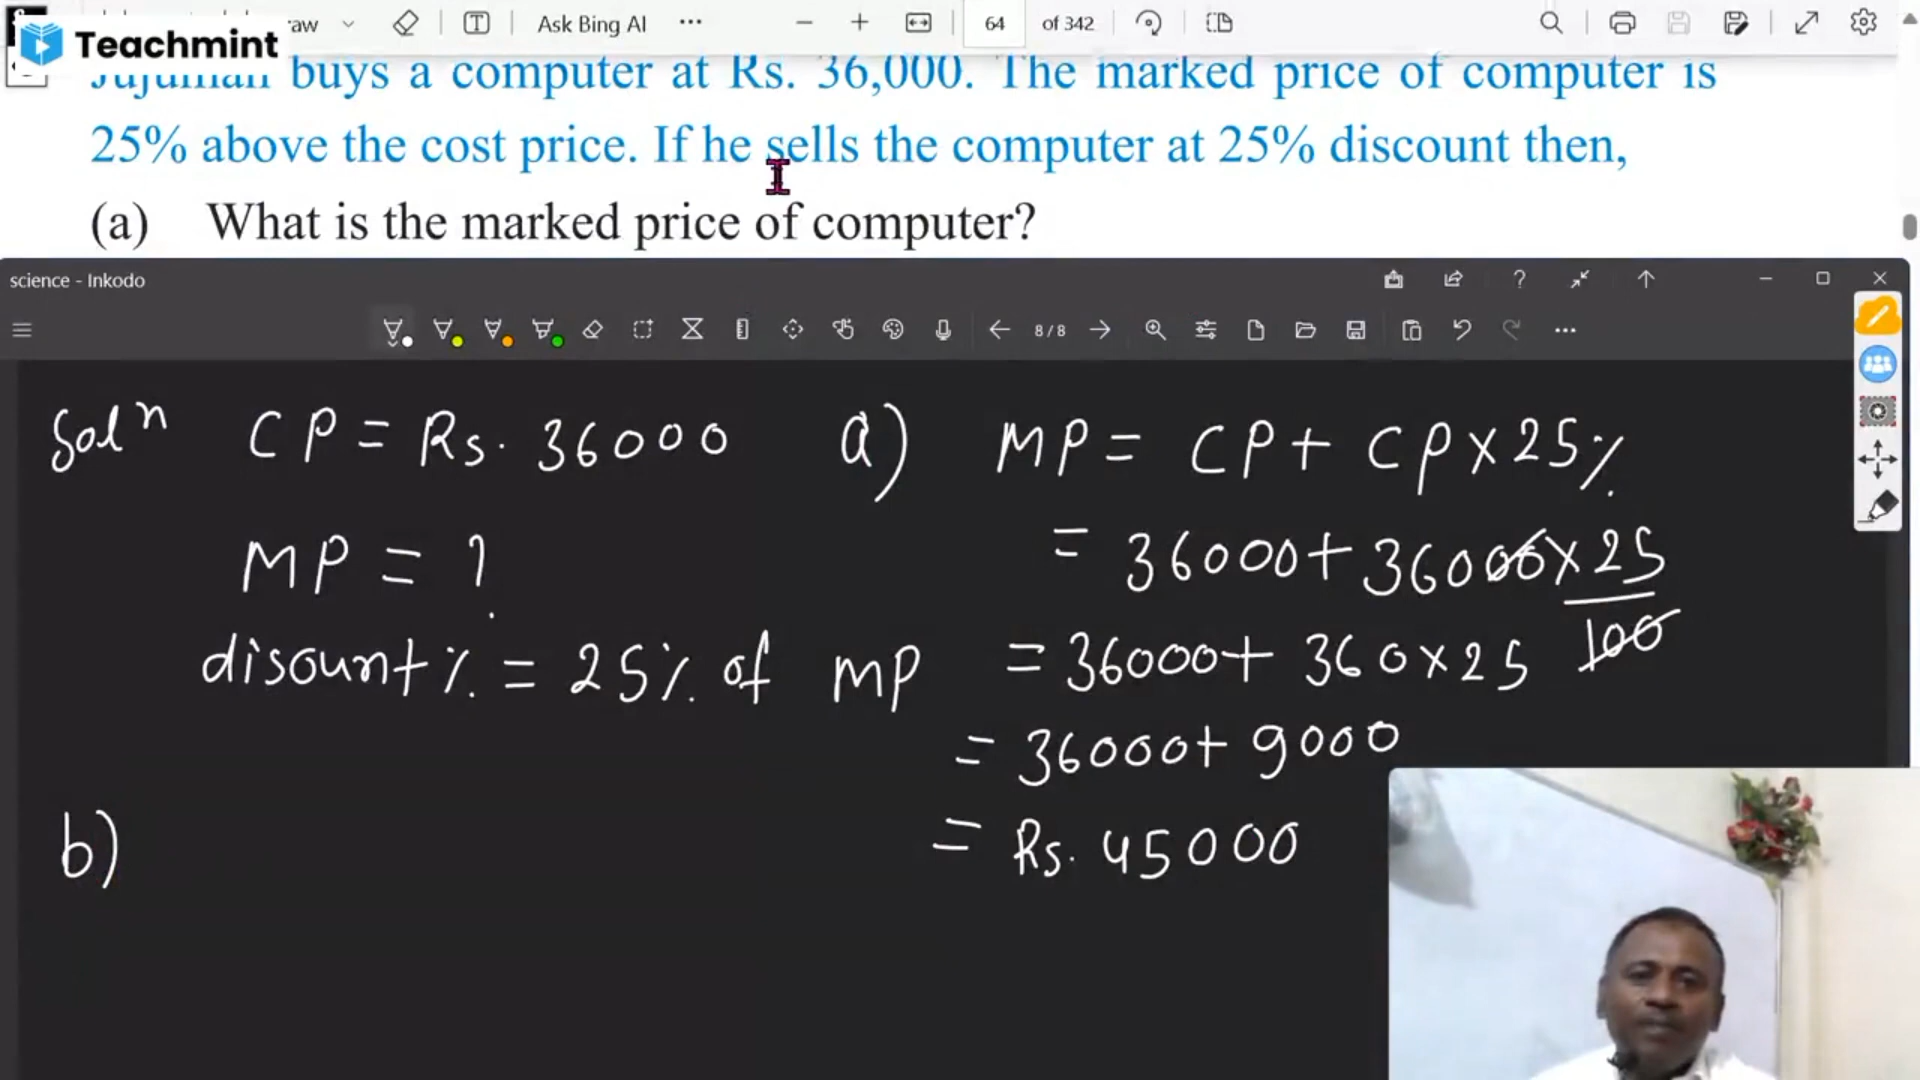 Teachmint
raw
Ask Bing AI
64 of 342
buys a computer at Rs. 36,000. The marked price of computer is
25% above the cost price. If he sells the computer at 25% discount then,
(a) What is the marked price of computer?
science - Inkodo
8/8
Solⁿ CP = Rs. 36000
MP = ?
disount% = 25% of MP
a) MP = CP + CP × 25%
= 36000 + 36000 × 25
100
= 36000 + 360 × 25
= 36000 + 9000
= Rs. 45000
b)